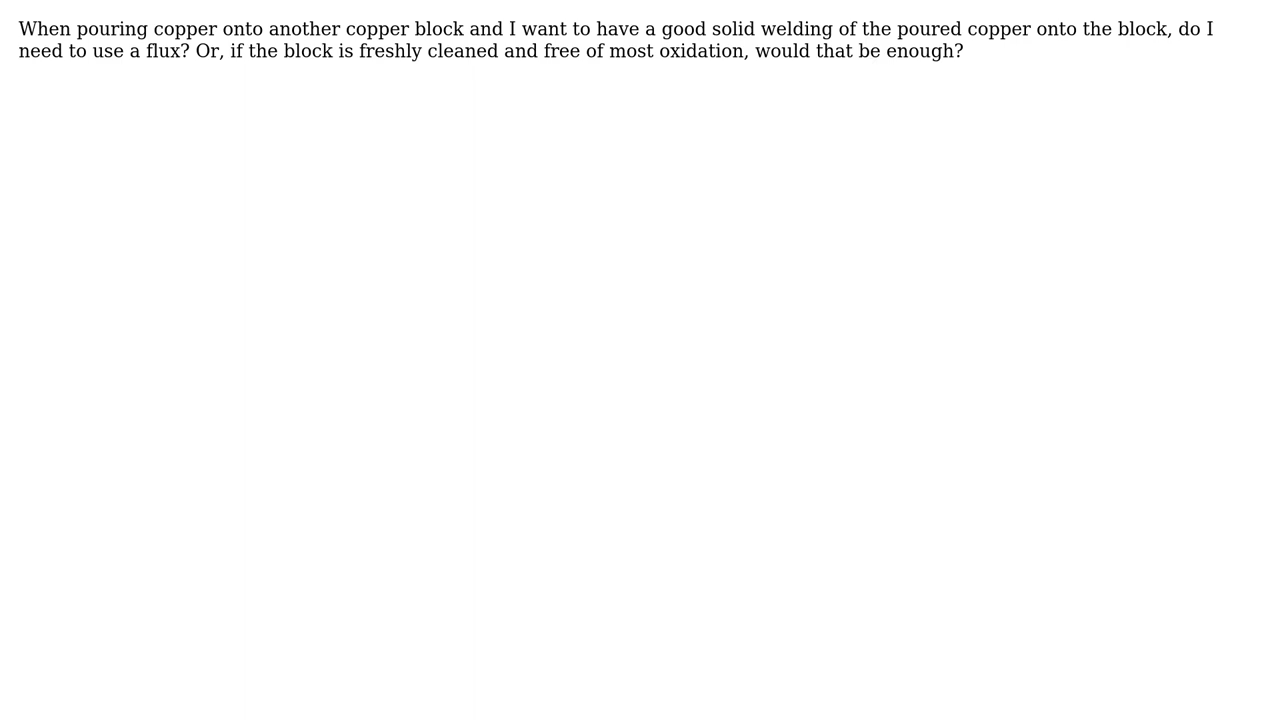 When pouring copper onto another copper block and I want to have a good solid welding of the poured copper onto the block, do I
need to use a flux? Or, if the block is freshly cleaned and free of most oxidation, would that be enough?